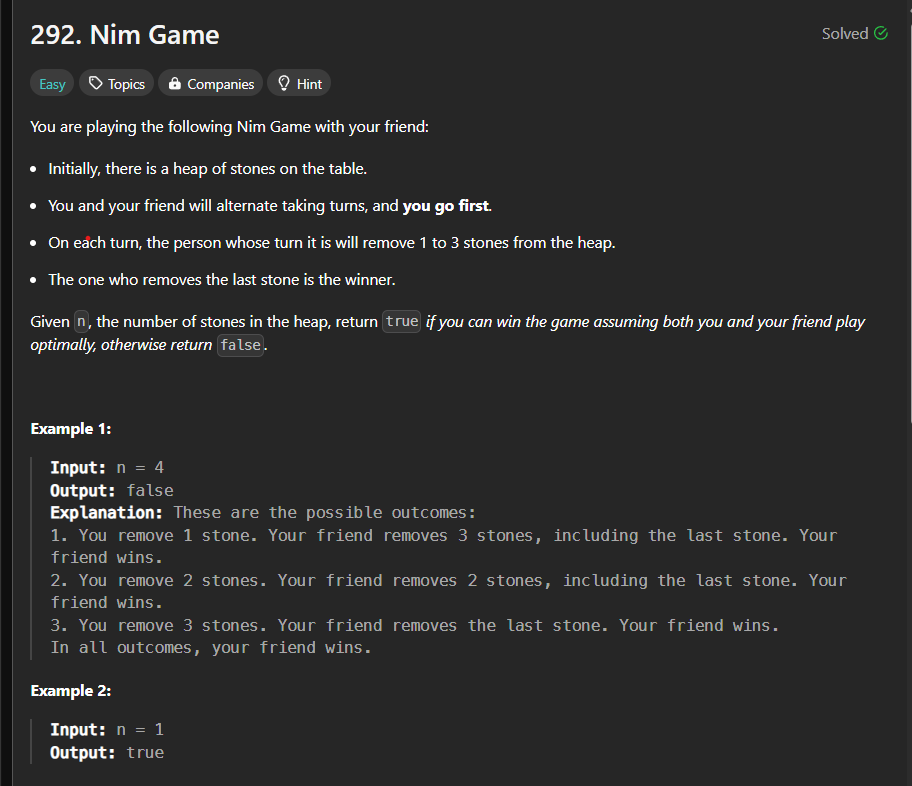 292. Nim Game
Solved
Easy Topics Companies Hint
You are playing the following Nim Game with your friend:
Initially, there is a heap of stones on the table.
You and your friend will alternate taking turns, and you go first.
On each turn, the person whose turn it is will remove 1 to 3 stones from the heap.
The one who removes the last stone is the winner.
Given n, the number of stones in the heap, return true if you can win the game assuming both you and your friend play
optimally, otherwise return false.
Example 1:
Input: n = 4
Output: false
Explanation: These are the possible outcomes:
1. You remove 1 stone. Your friend removes 3 stones, including the last stone. Your
friend wins.
2. You remove 2 stones. Your friend removes 2 stones, including the last stone. Your
friend wins.
3. You remove 3 stones. Your friend removes the last stone. Your friend wins.
In all outcomes, your friend wins.
Example 2:
Input: n = 1
Output: true